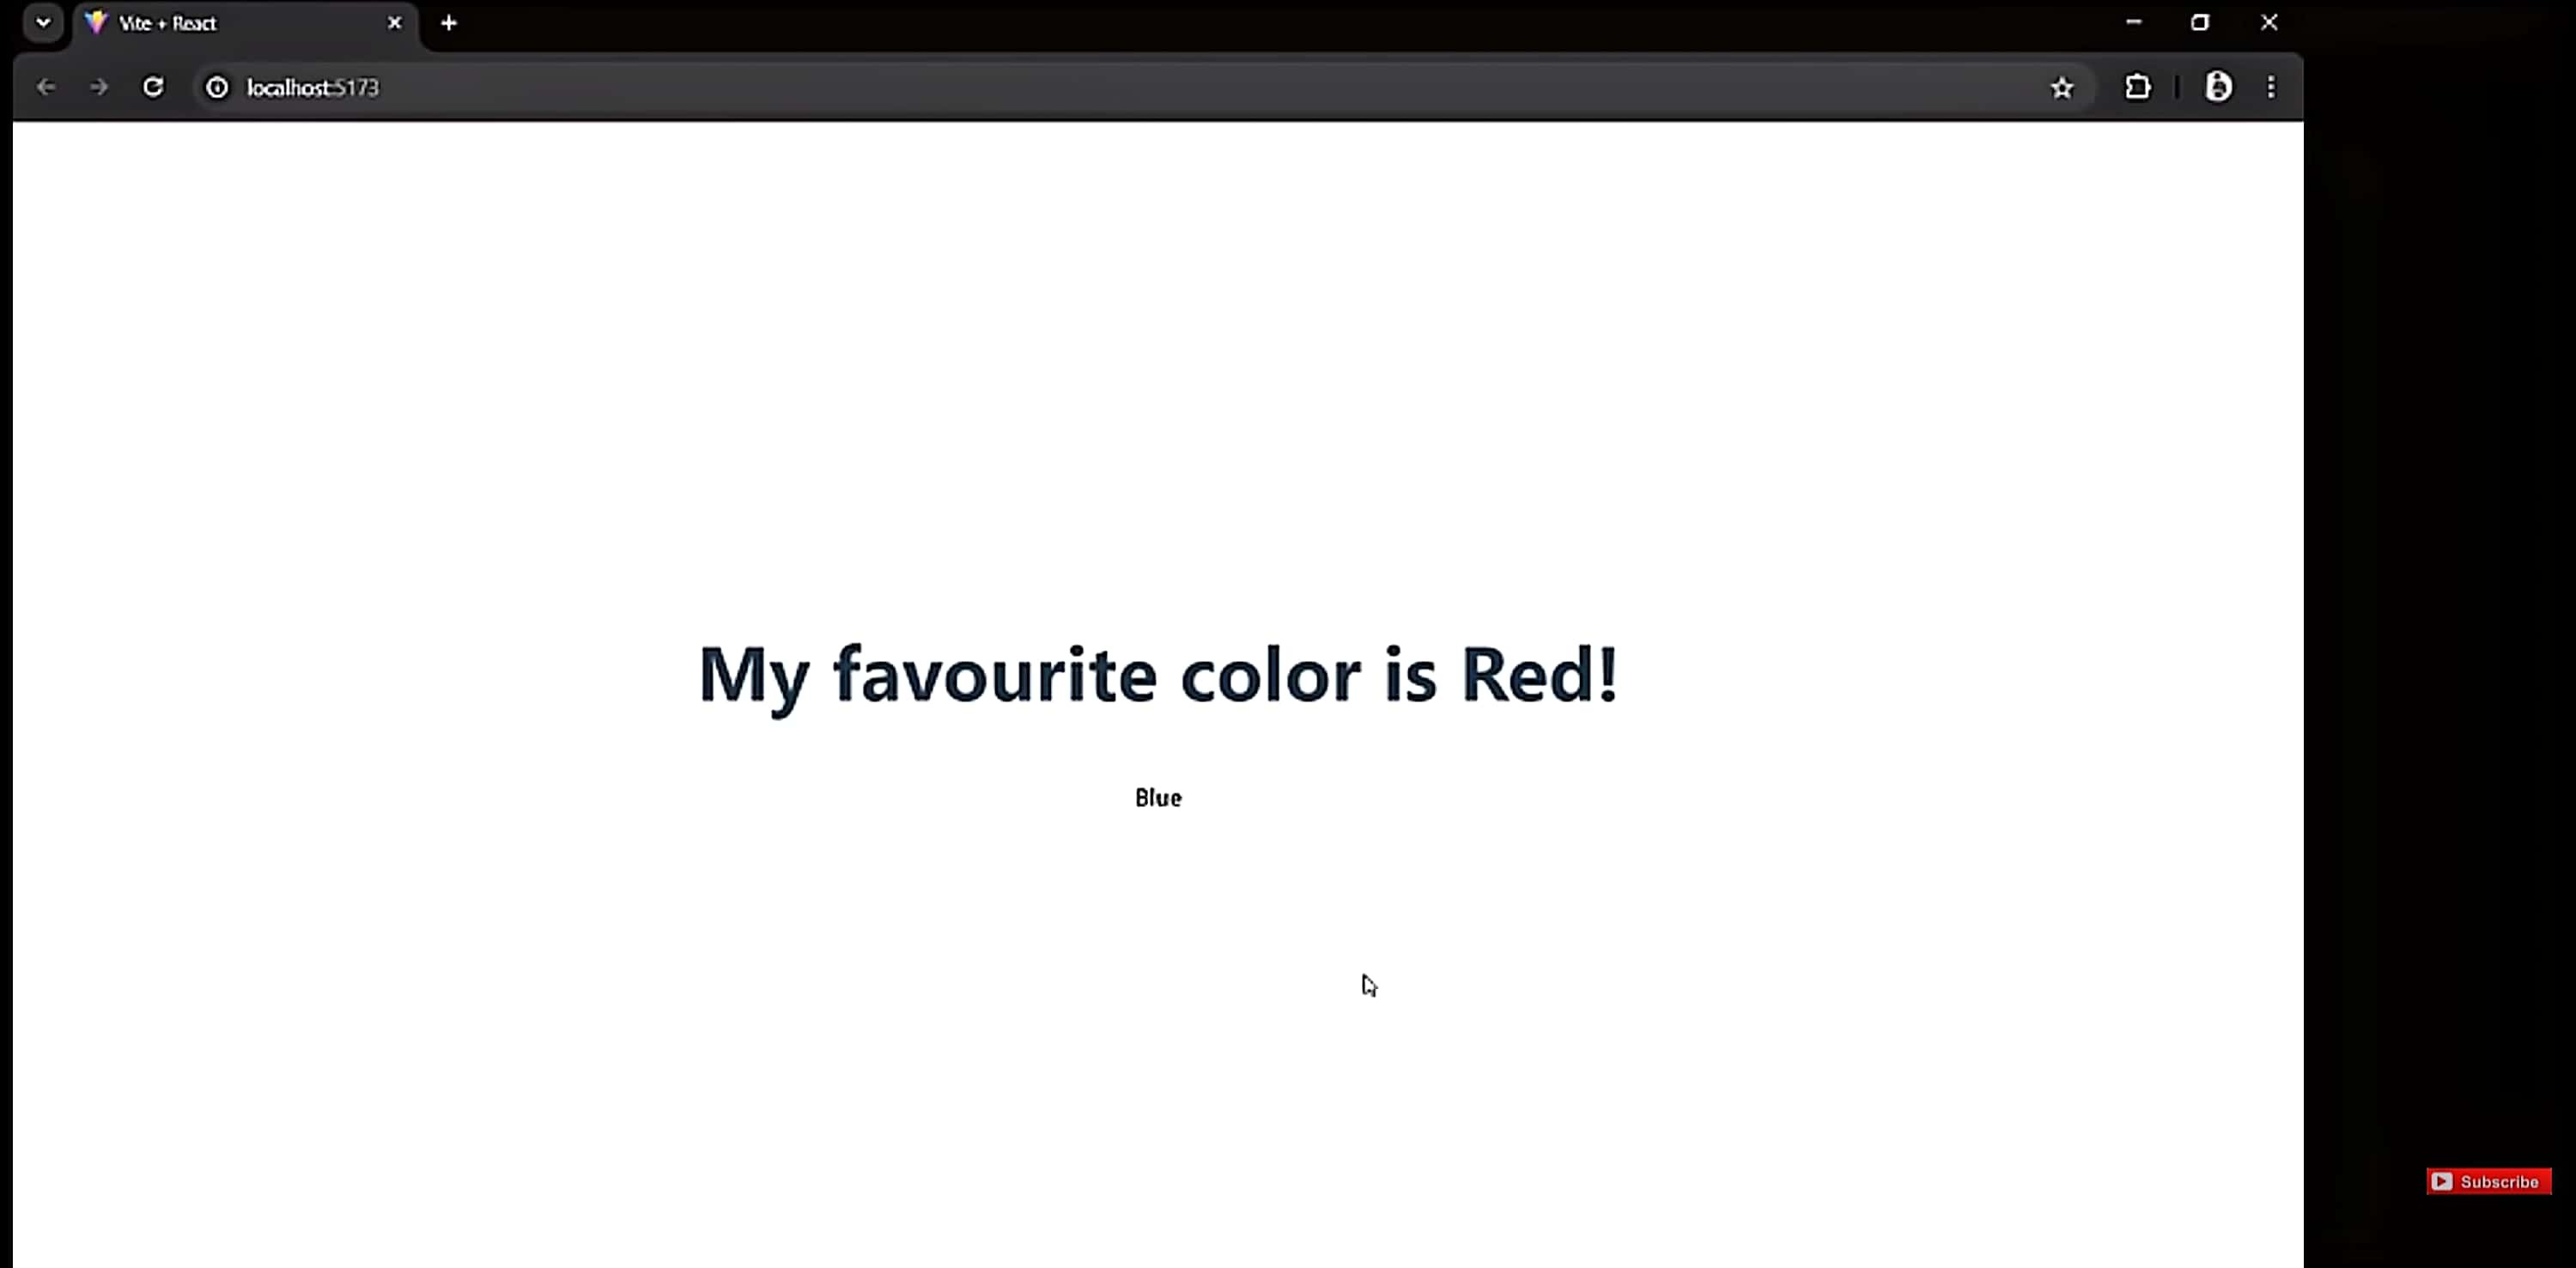 Vite + React
localhost:5173
My favourite color is Red!
Blue
Subscribe